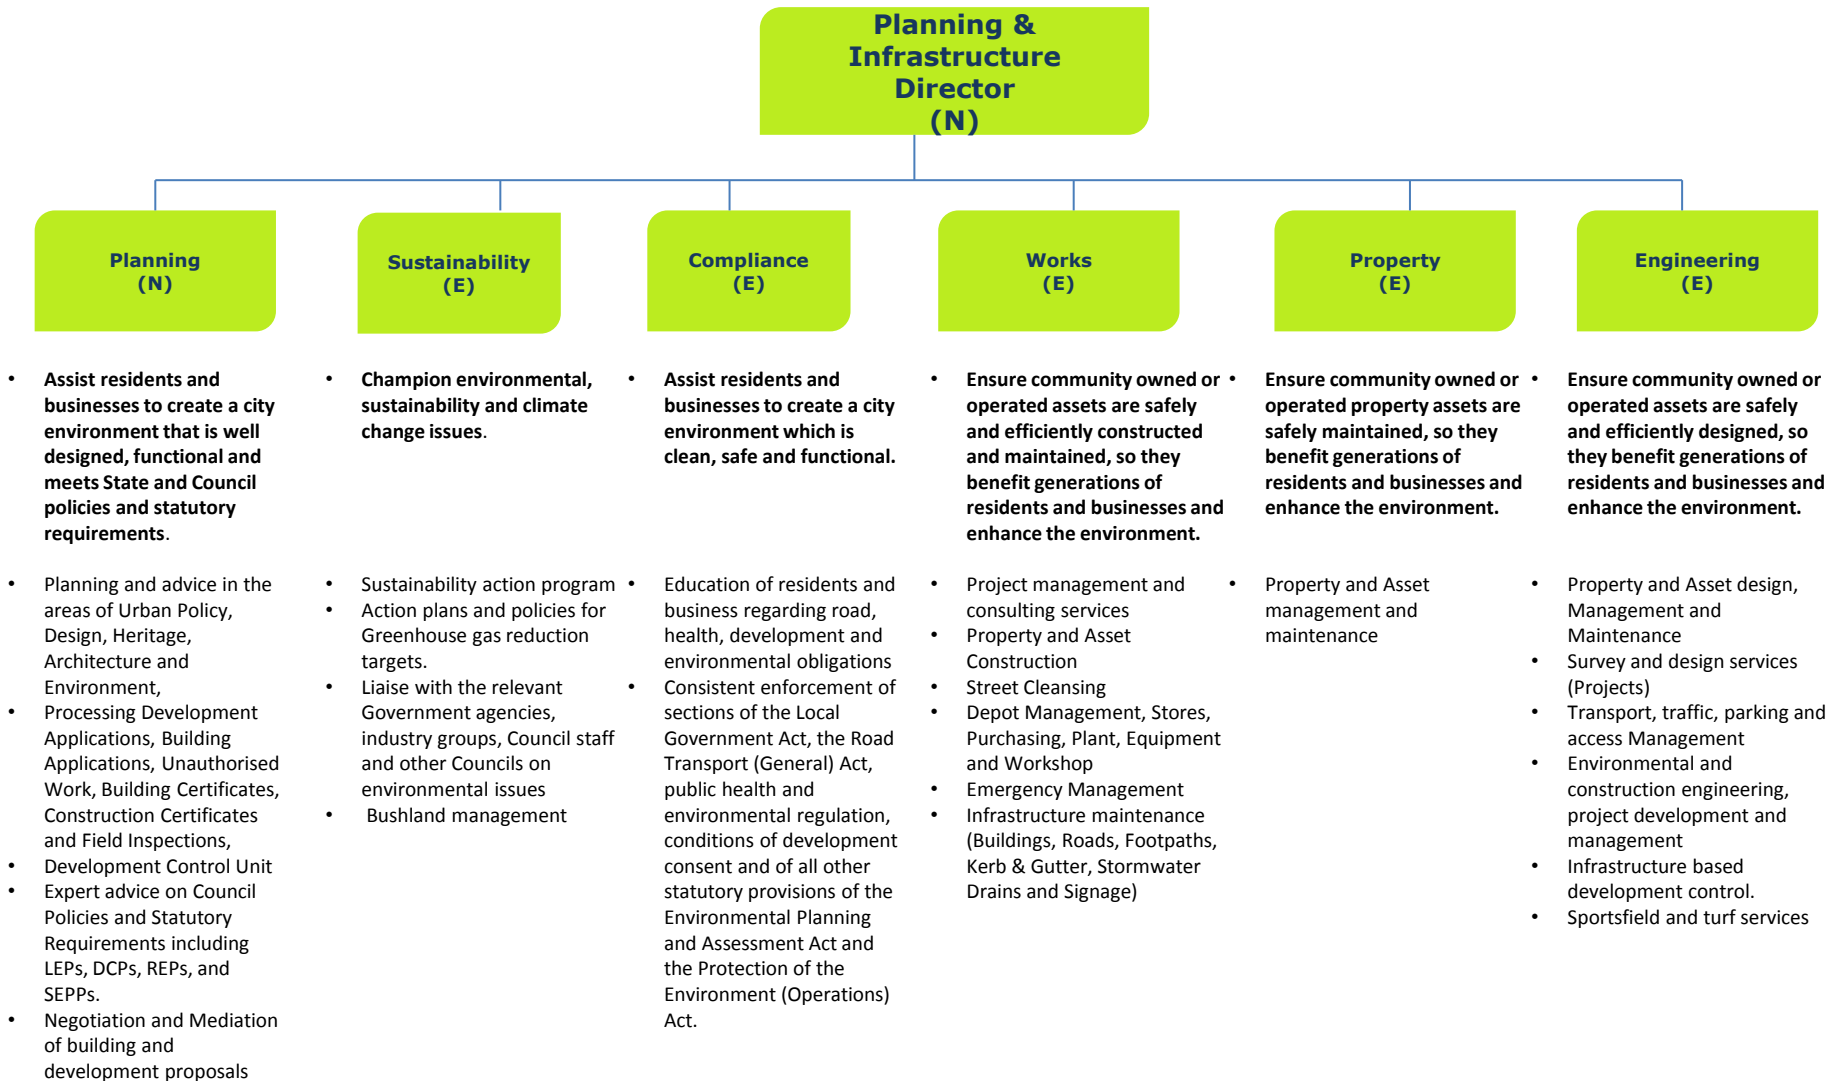 Planning &
Infrastructure
Director
(N)
Planning
(N)
Sustainability
(E)
Compliance
(E)
Works
(E)
Property
(E)
Engineering
(E)
• Assist residents and
businesses to create a city
environment that is well
designed, functional and
meets State and Council
policies and statutory
requirements.
• Planning and advice in the
areas of Urban Policy,
Design, Heritage,
Architecture and
Environment,
• Processing Development
Applications, Building
Applications, Unauthorised
Work, Building Certificates,
Construction Certificates
and Field Inspections,
• Development Control Unit
• Expert advice on Council
Policies and Statutory
Requirements including
LEPs, DCPs, REPs, and
SEPPs.
• Negotiation and Mediation
of building and
development proposals
• Champion environmental,
sustainability and climate
change issues.
• Sustainability action program
• Action plans and policies for
Greenhouse gas reduction
targets.
• Liaise with the relevant
Government agencies,
industry groups, Council staff
and other Councils on
environmental issues
• Bushland management
• Assist residents and
businesses to create a city
environment which is
clean, safe and functional.
• Education of residents and
business regarding road,
health, development and
environmental obligations
• Consistent enforcement of
sections of the Local
Government Act, the Road
Transport (General) Act,
public health and
environmental regulation,
conditions of development
consent and of all other
statutory provisions of the
Environmental Planning
and Assessment Act and
the Protection of the
Environment (Operations)
Act.
• Ensure community owned or
operated assets are safely
and efficiently constructed
and maintained, so they
benefit generations of
residents and businesses and
enhance the environment.
• Project management and
consulting services
• Property and Asset
Construction
• Street Cleansing
• Depot Management, Stores,
Purchasing, Plant, Equipment
and Workshop
• Emergency Management
• Infrastructure maintenance
(Buildings, Roads, Footpaths,
Kerb & Gutter, Stormwater
Drains and Signage)
• Ensure community owned or
operated property assets are
safely maintained, so they
benefit generations of
residents and businesses and
enhance the environment.
• Property and Asset
management and
maintenance
• Ensure community owned or
operated assets are safely
and efficiently designed, so
they benefit generations of
residents and businesses and
enhance the environment.
• Property and Asset design,
Management and
Maintenance
• Survey and design services
(Projects)
• Transport, traffic, parking and
access Management
• Environmental and
construction engineering,
project development and
management
• Infrastructure based
development control.
• Sportsfield and turf services